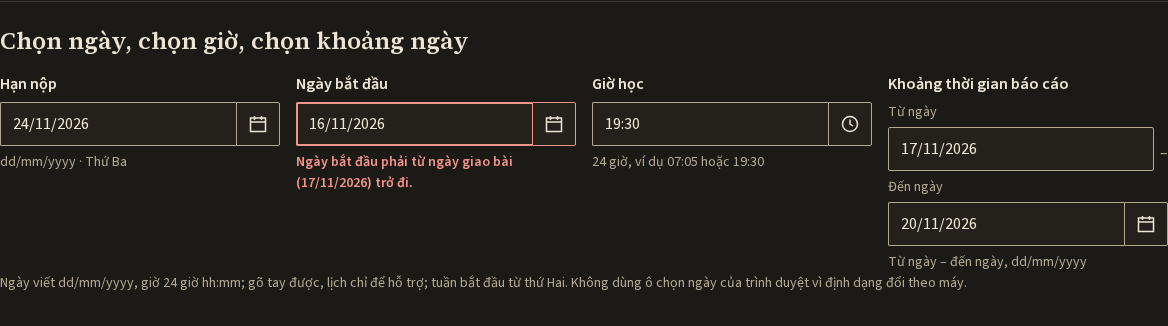 Chọn ngày, chọn giờ, chọn khoảng ngày
Hạn nộp
24/11/2026
dd/mm/yyyy · Thứ Ba
Ngày bắt đầu
16/11/2026
Ngày bắt đầu phải từ ngày giao bài
(17/11/2026) trở đi.
Giờ học
19:30
24 giờ, ví dụ 07:05 hoặc 19:30
Khoảng thời gian báo cáo
Từ ngày
17/11/2026
–
Đến ngày
20/11/2026
Từ ngày – đến ngày, dd/mm/yyyy
Ngày viết dd/mm/yyyy, giờ 24 giờ hh:mm; gõ tay được, lịch chỉ để hỗ trợ; tuần bắt đầu từ thứ Hai. Không dùng ô chọn ngày của trình duyệt vì định dạng đổi theo máy.